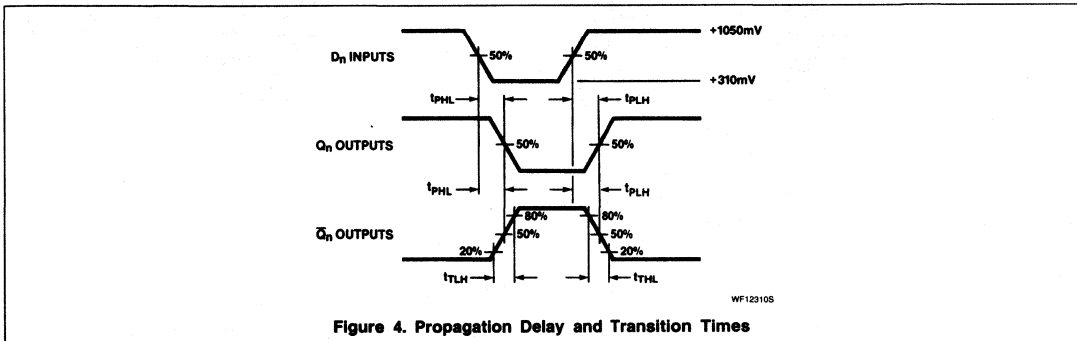 +1050mV
Dn INPUTS
50%
50%
+310mV
tPHL
tPLH
Qn OUTPUTS
50%
50%
tPHL
tPLH
80%
80%
Q̅n OUTPUTS
50%
50%
20%
20%
tTLH
tTHL
WF12310S
Figure 4. Propagation Delay and Transition Times